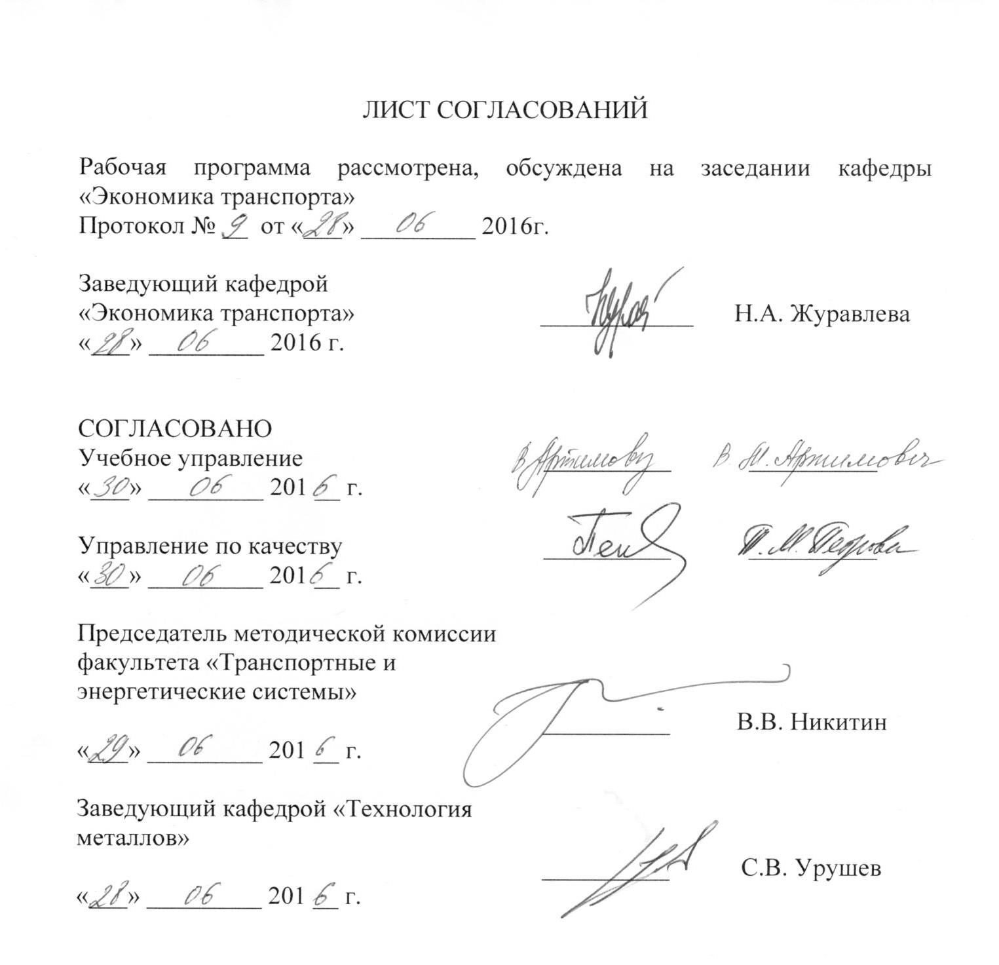 ЛИСТ СОГЛАСОВАНИЙ
Рабочая программа рассмотрена, обсуждена на заседании кафедры
«Экономика транспорта»
Протокол № 9 от «28» 06 2016г.
Заведующий кафедрой
«Экономика транспорта» Н.А. Журавлева
«28» 06 2016 г.
СОГЛАСОВАНО
Учебное управление В.М. Артимович
«30» 06 2016 г.
Управление по качеству Т.М. Петрова
«30» 06 2016 г.
Председатель методической комиссии
факультета «Транспортные и
энергетические системы»
В.В. Никитин
«29» 06 2016 г.
Заведующий кафедрой «Технология
металлов»
С.В. Урушев
«28» 06 2016 г.